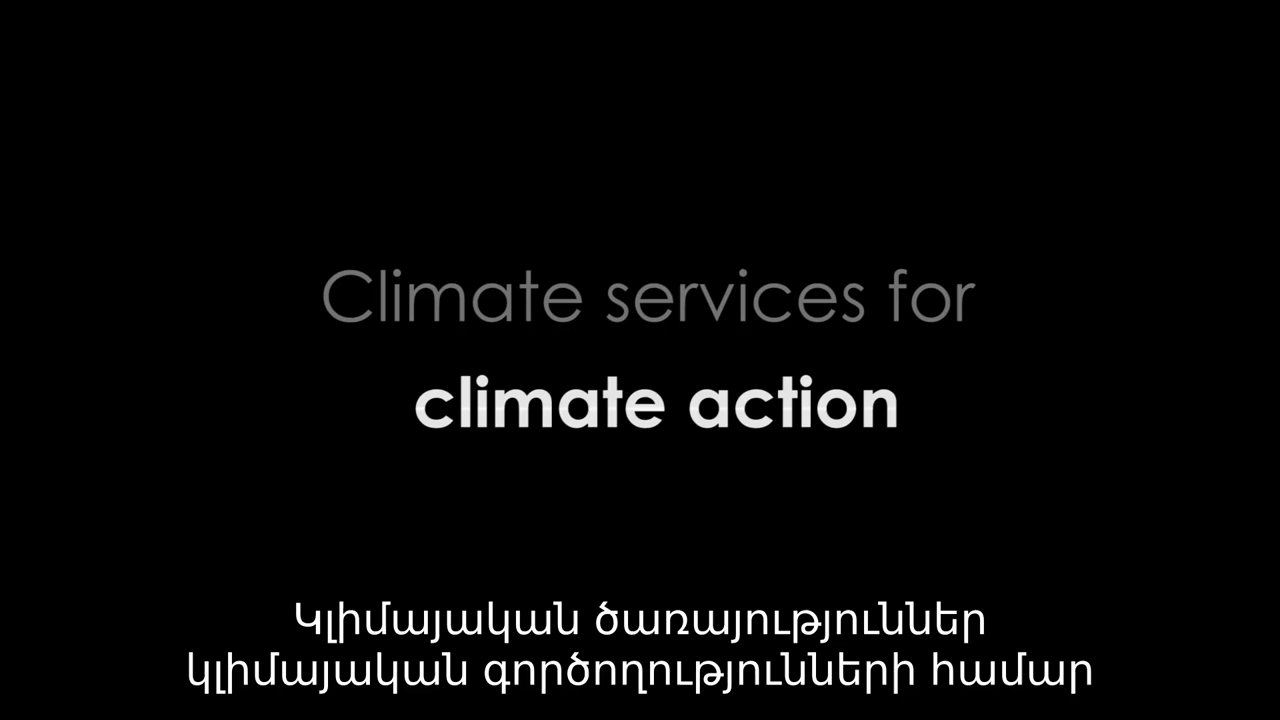 Climate services for
climate action
Կլիմայական ծառայություններ
կլիմայական գործողությունների համար